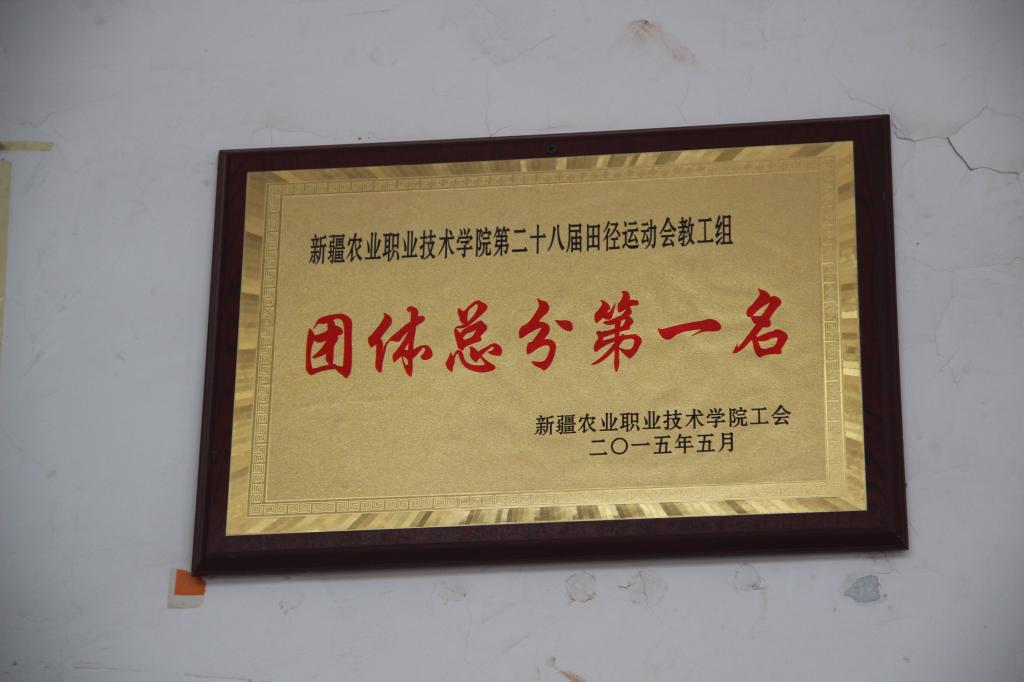 新疆农业职业技术学院第二十八届田径运动会教工组
团体总分第一名
新疆农业职业技术学院工会
二〇一五年五月